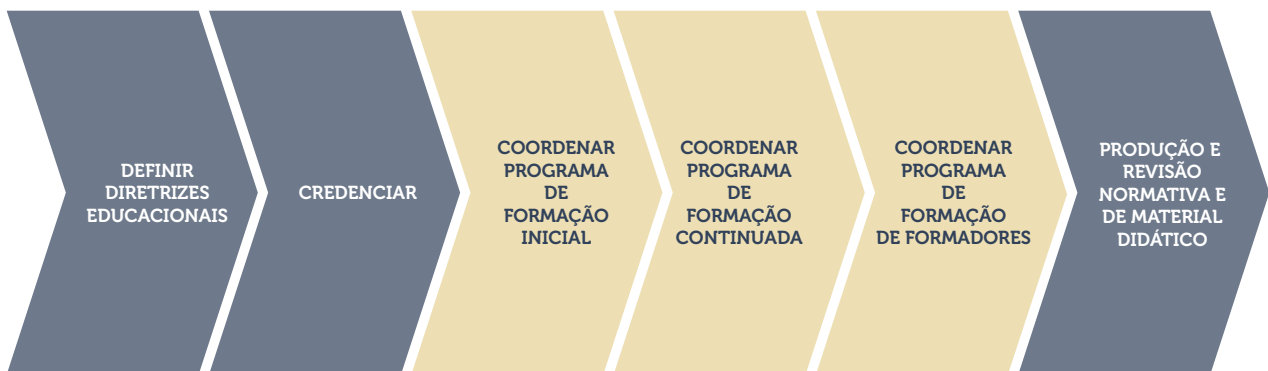 DEFINIR
DIRETRIZES
EDUCACIONAIS
CREDENCIAR
COORDENAR
PROGRAMA
DE
FORMAÇÃO
INICIAL
COORDENAR
PROGRAMA
DE
FORMAÇÃO
CONTINUADA
COORDENAR
PROGRAMA
DE
FORMAÇÃO
DE FORMADORES
PRODUÇÃO E
REVISÃO
NORMATIVA E
DE MATERIAL
DIDÁTICO